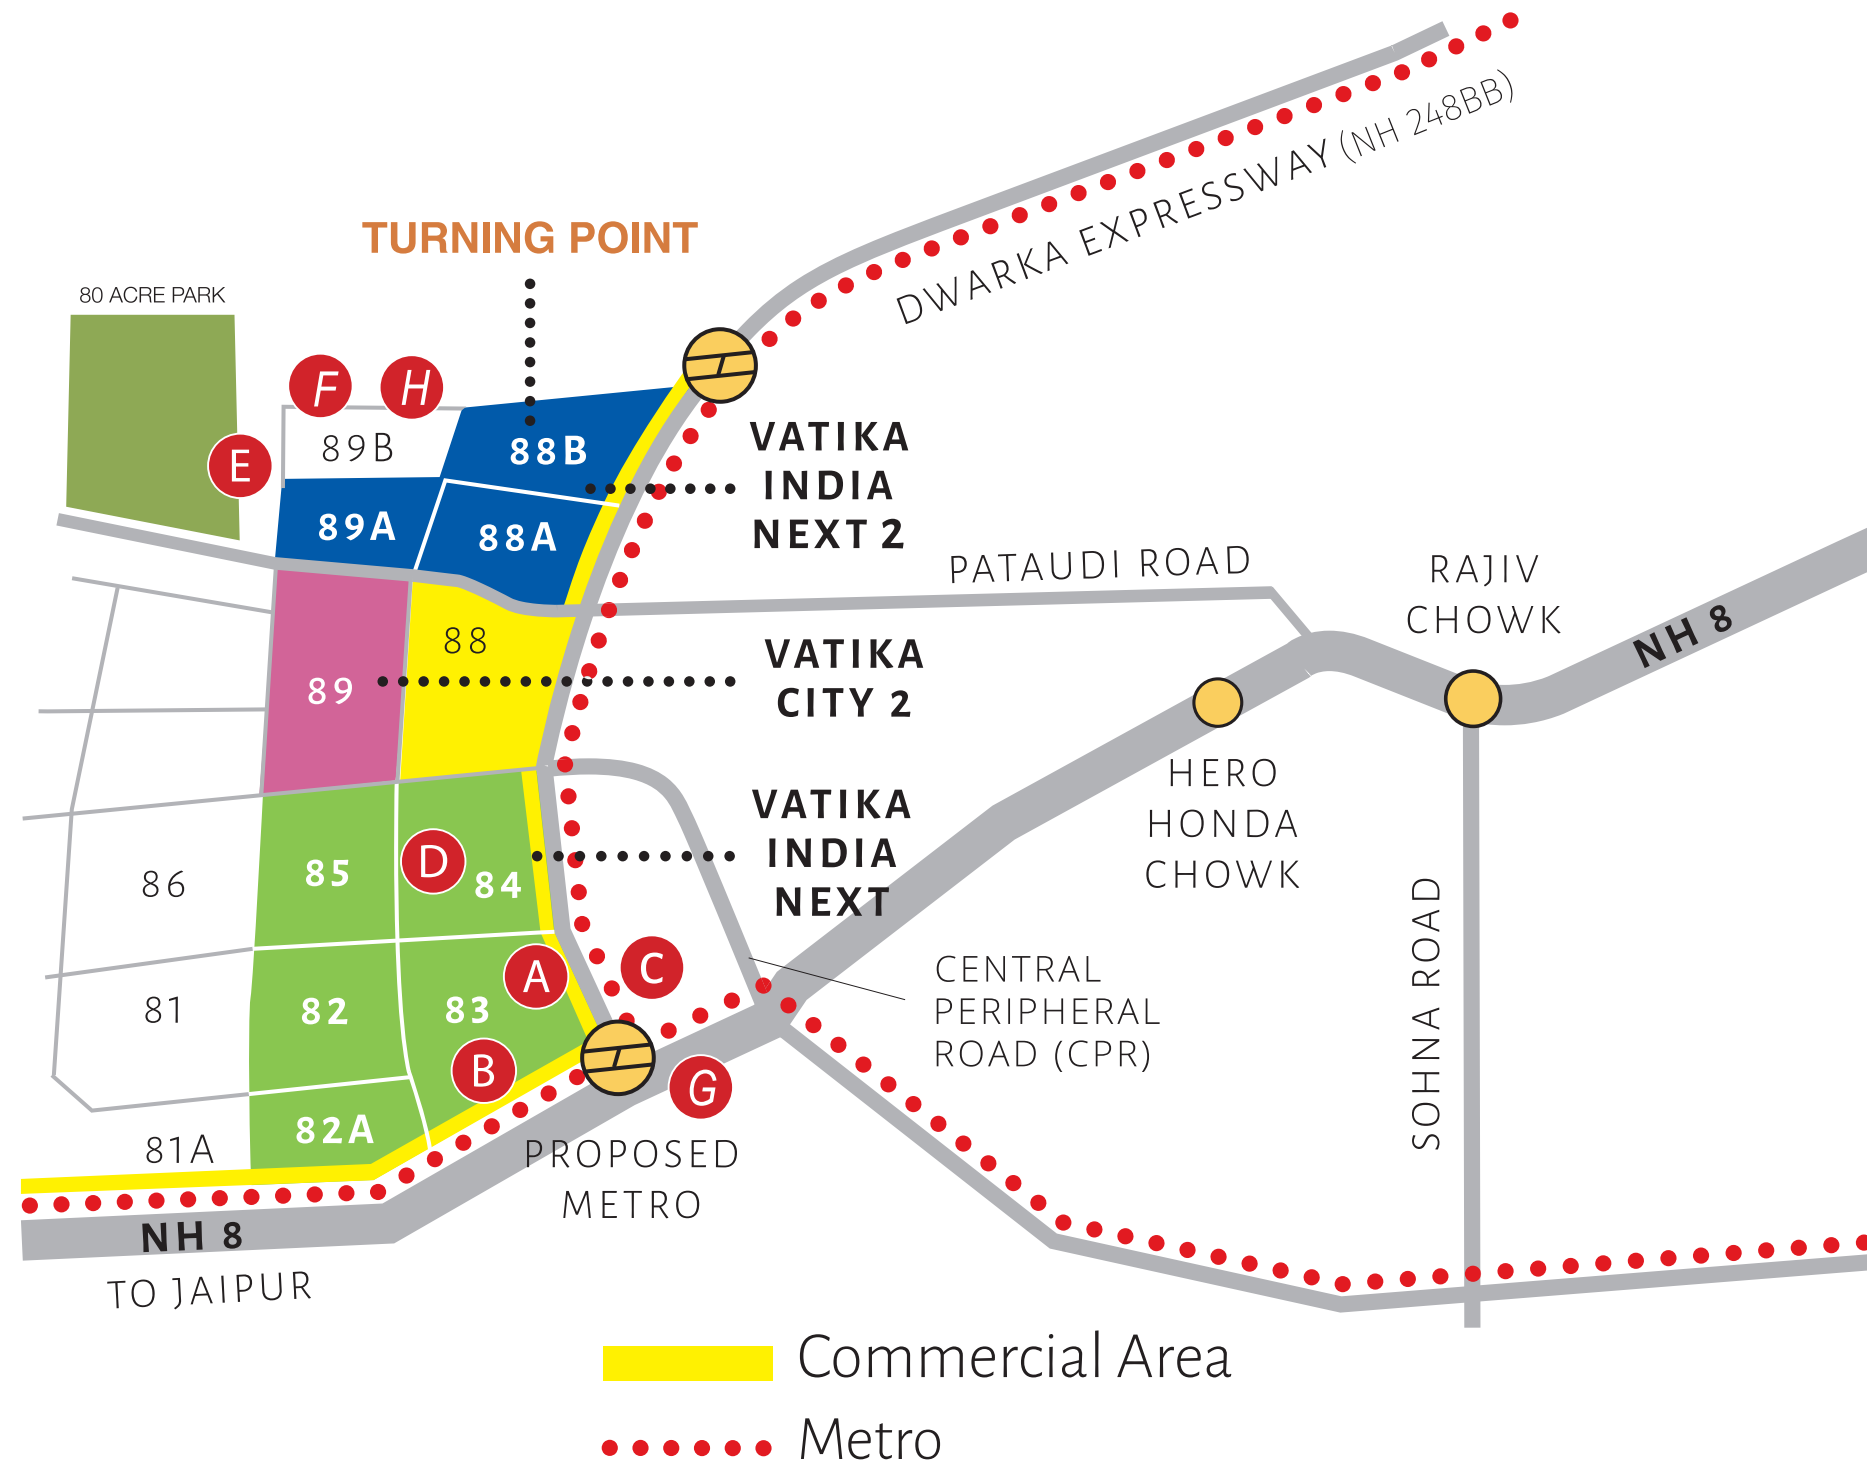 DWARKA EXPRESSWAY (NH 248BB)
TURNING POINT
80 ACRE PARK
F
H
E
89B
88B
89A
88A
VATIKA
INDIA
NEXT 2
PATAUDI ROAD
RAJIV
CHOWK
NH 8
88
89
VATIKA
CITY 2
HERO
HONDA
CHOWK
VATIKA
INDIA
NEXT
86
85
D
84
SOHNA ROAD
81
82
83
A
B
C
G
CENTRAL
PERIPHERAL
ROAD (CPR)
81A
82A
PROPOSED
METRO
NH 8
TO JAIPUR
Commercial Area
Metro